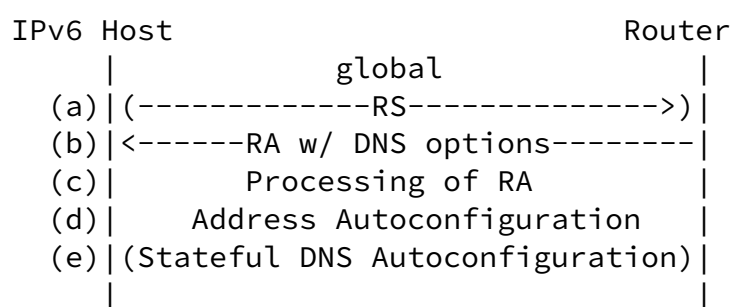 IPv6 Host                         Router
     |              global              |
  (a)|(-------------RS-------------->)|
  (b)|<------RA w/ DNS options--------|
  (c)|        Processing of RA         |
  (d)|     Address Autoconfiguration   |
  (e)|(Stateful DNS Autoconfiguration)|
     |                                |